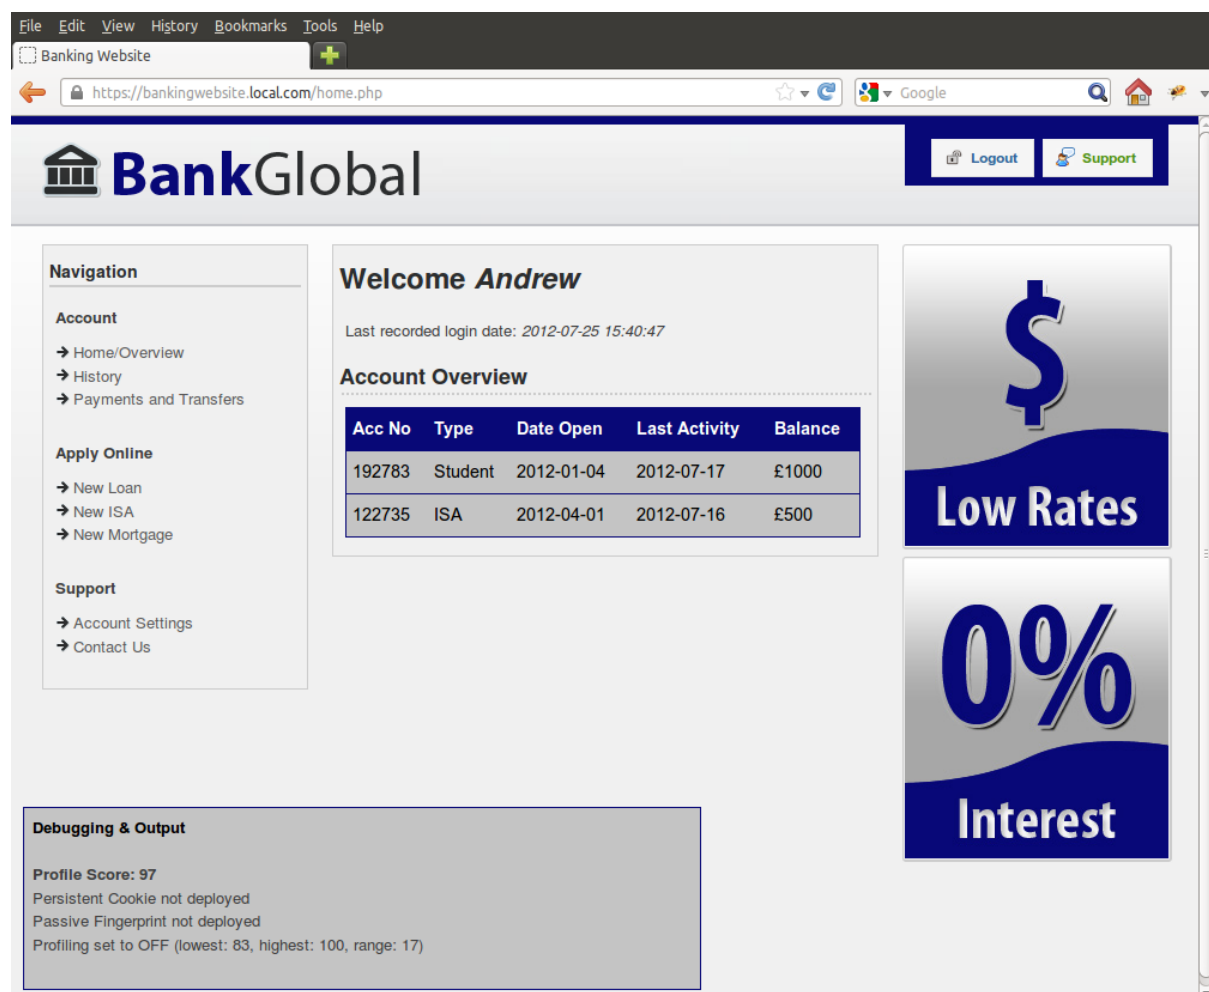 File Edit View History Bookmarks Tools Help
Banking Website
https://bankingwebsite.local.com/home.php
Google
BankGlobal
Logout
Support
Navigation
Account
Home/Overview
History
Payments and Transfers
Apply Online
New Loan
New ISA
New Mortgage
Support
Account Settings
Contact Us
Welcome Andrew
Last recorded login date: 2012-07-25 15:40:47
Account Overview
Acc No Type Date Open Last Activity Balance
192783 Student 2012-01-04 2012-07-17 £1000
122735 ISA 2012-04-01 2012-07-16 £500
$
Low Rates
0%
Interest
Debugging & Output
Profile Score: 97
Persistent Cookie not deployed
Passive Fingerprint not deployed
Profiling set to OFF (lowest: 83, highest: 100, range: 17)